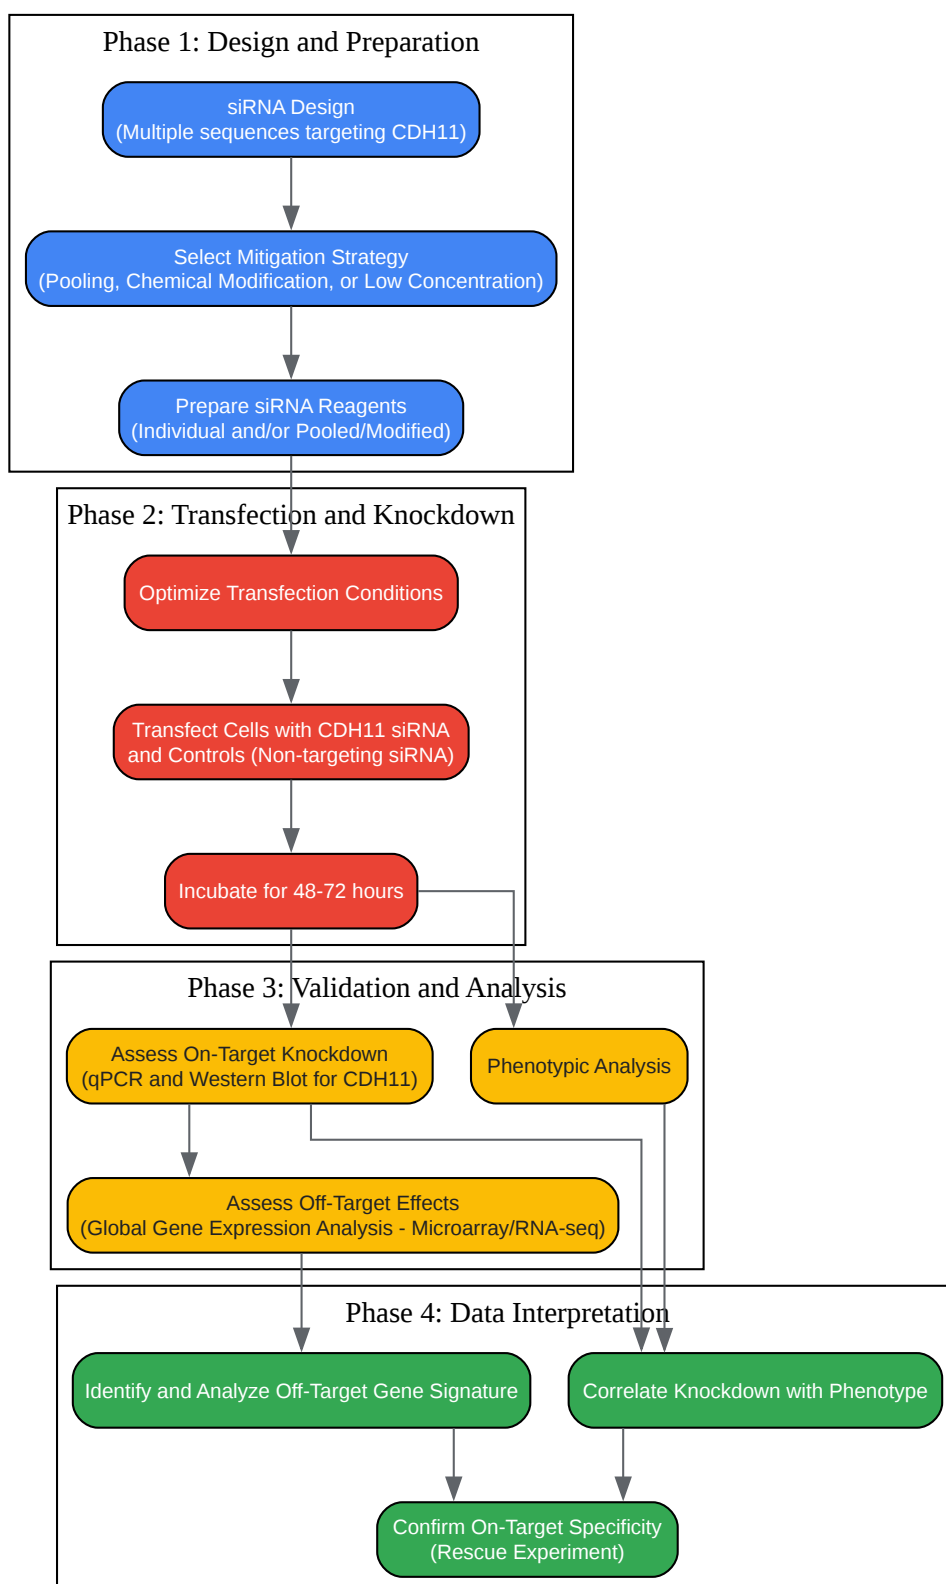 Phase 1: Design and Preparation
siRNA Design
(Multiple sequences targeting CDH11)
Select Mitigation Strategy
(Pooling, Chemical Modification, or Low Concentration)
Prepare siRNA Reagents
(Individual and/or Pooled/Modified)
Phase 2: Transfection and Knockdown
Optimize Transfection Conditions
Transfect Cells with CDH11 siRNA
and Controls (Non-targeting siRNA)
Incubate for 48-72 hours
Phase 3: Validation and Analysis
Assess On-Target Knockdown
(qPCR and Western Blot for CDH11)
Phenotypic Analysis
Assess Off-Target Effects
(Global Gene Expression Analysis - Microarray/RNA-seq)
Phase 4: Data Interpretation
Identify and Analyze Off-Target Gene Signature
Correlate Knockdown with Phenotype
Confirm On-Target Specificity
(Rescue Experiment)